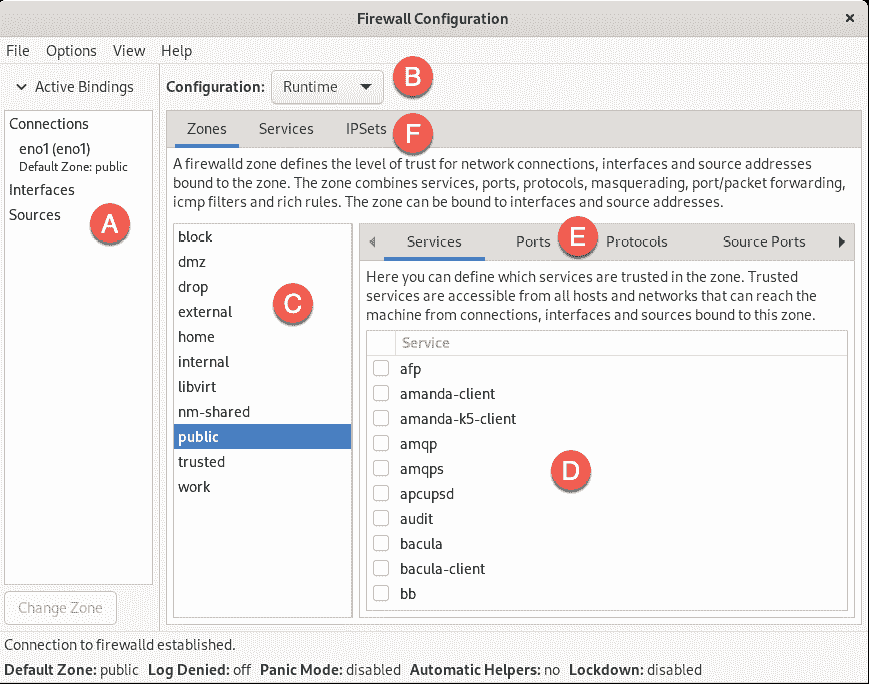 Firewall Configuration
File Options View Help
Active Bindings
Configuration: Runtime
B
Connections
eno1 (eno1)
Default Zone: public
Interfaces
Sources
A
Zones Services IPSets
F
A firewalld zone defines the level of trust for network connections, interfaces and source addresses
bound to the zone. The zone combines services, ports, protocols, masquerading, port/packet forwarding,
icmp filters and rich rules. The zone can be bound to interfaces and source addresses.
block
dmz
drop
external
home
internal
libvirt
nm-shared
public
trusted
work
C
Services Ports E Protocols Source Ports
Here you can define which services are trusted in the zone. Trusted
services are accessible from all hosts and networks that can reach the
machine from connections, interfaces and sources bound to this zone.
Service
afp
amanda-client
amanda-k5-client
amqp
amqps
apcupsd
audit
bacula
bacula-client
bb
D
Change Zone
Connection to firewalld established.
Default Zone: public Log Denied: off Panic Mode: disabled Automatic Helpers: no Lockdown: disabled